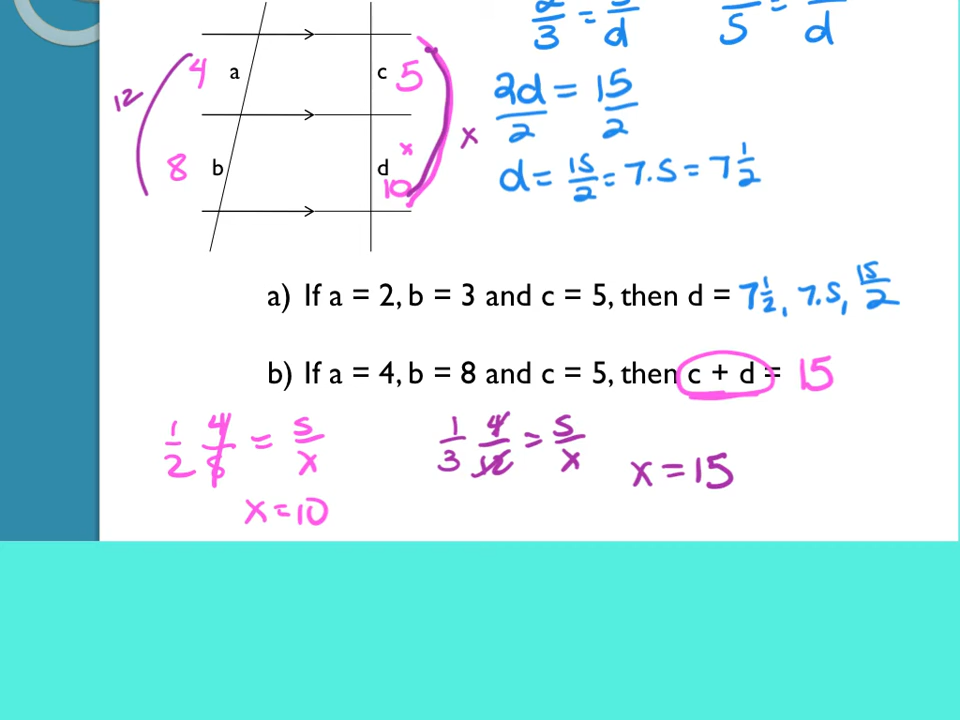 2/3 = 5/d
5 = d
4 a c 5
12
2d/2 = 15/2
x
8 b d x
10
d = 15/2 = 7.5 = 7 1/2
a) If a = 2, b = 3 and c = 5, then d = 7 1/2, 7.5, 15/2
b) If a = 4, b = 8 and c = 5, then c + d = 15
1/2 4/8 = 5/x
1/3 4/12 = 5/x
x = 15
x = 10